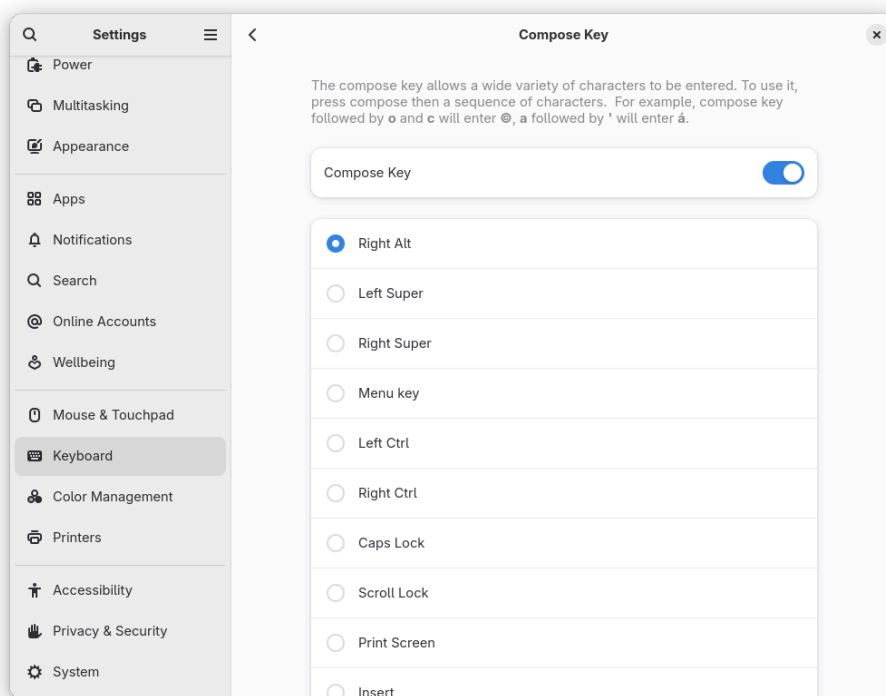 Settings
Power
Multitasking
Appearance
Apps
Notifications
Search
Online Accounts
Wellbeing
Mouse & Touchpad
Keyboard
Color Management
Printers
Accessibility
Privacy & Security
System
Compose Key
The compose key allows a wide variety of characters to be entered. To use it,
press compose then a sequence of characters.  For example, compose key
followed by o and c will enter ©, a followed by ' will enter á.
Compose Key
Right Alt
Left Super
Right Super
Menu key
Left Ctrl
Right Ctrl
Caps Lock
Scroll Lock
Print Screen
Insert